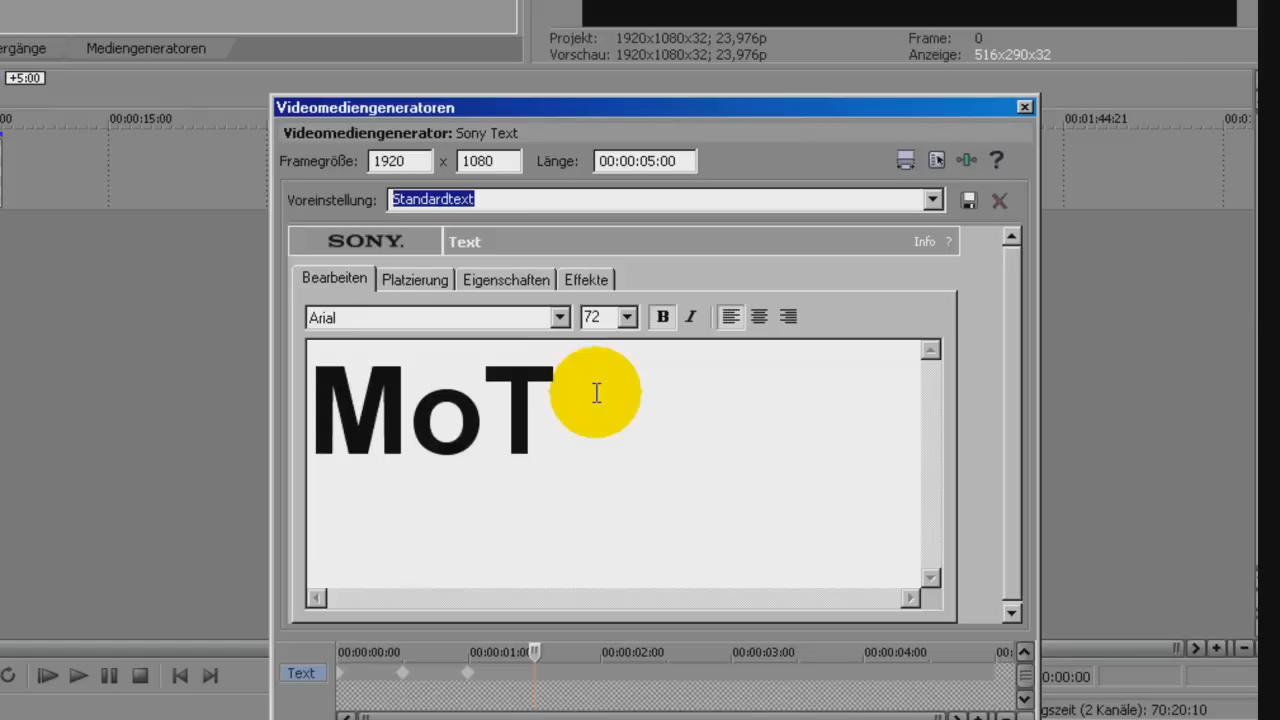 Projekt: 1920x1080x32; 23,976p
Frame: 0
ergänge Mediengeneratoren
Vorschau: 1920x1080x32; 23,976p
Anzeige: 516x290x32
+5:00
00 00:00:15:00 00:01:44:21 00:0
Videomediengeneratoren
Videomediengenerator: Sony Text
Framegröße: 1920 x 1080 Länge: 00:00:05:00 ?
Voreinstellung: Standardtext
SONY. Text Info ?
Bearbeiten Platzierung Eigenschaften Effekte
Arial 72 B I
MoT
00:00:00:00 00:00:01:00 00:00:02:00 00:00:03:00 00:00:04:00 00:
Text
0:00:00
gszeit (2 Kanäle): 70:20:10